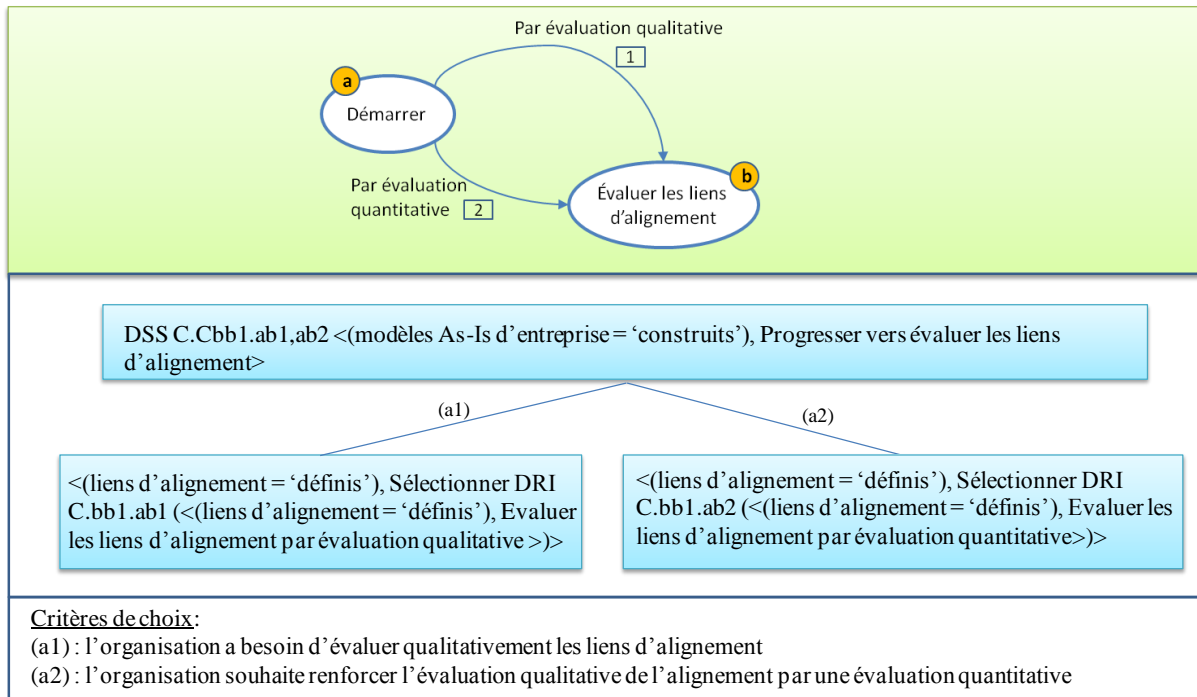 Par évaluation qualitative
1
a
Démarrer
Par évaluation
quantitative 2
b
Évaluer les liens
d'alignement
DSS C.Cbb1.ab1,ab2 <(modèles As-Is d'entreprise = ‘construits’), Progresser vers évaluer les liens
d'alignement>
(a1)
(a2)
<(liens d'alignement = ‘définis’), Sélectionner DRI
C.bb1.ab1 (<(liens d'alignement = ‘définis’), Evaluer
les liens d'alignement par évaluation qualitative >)>
<(liens d'alignement = ‘définis’), Sélectionner DRI
C.bb1.ab2 (<(liens d'alignement = ‘définis’), Evaluer les
liens d'alignement par évaluation quantitative>)>
Critères de choix:
(a1) : l'organisation a besoin d'évaluer qualitativement les liens d'alignement
(a2) : l'organisation souhaite renforcer l'évaluation qualitative de l'alignement par une évaluation quantitative